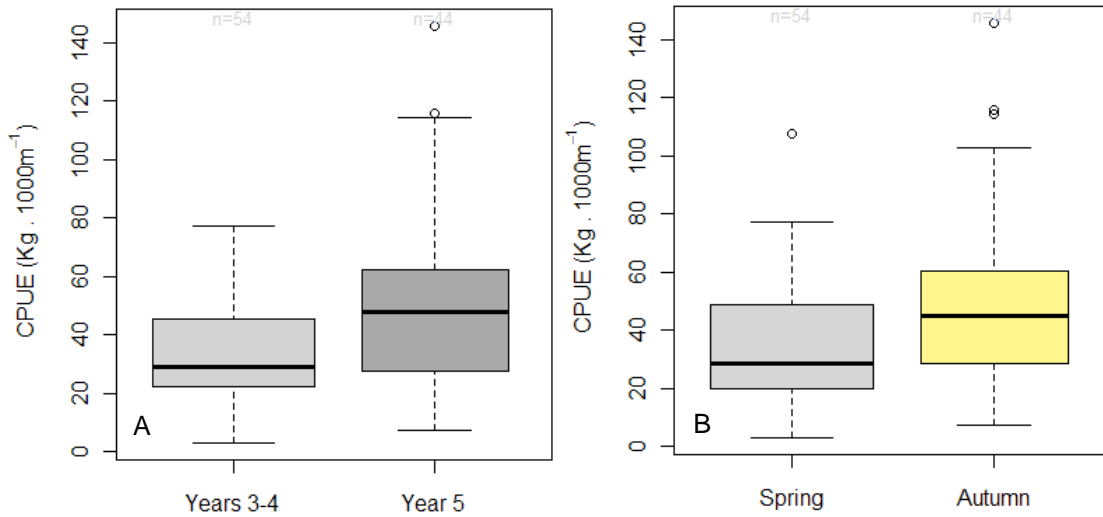 n=54 n=44
CPUE (Kg . 1000m⁻¹)
140
120
100
80
60
40
20
0
A
Years 3-4 Year 5
n=54 n=44
CPUE (Kg . 1000m⁻¹)
140
120
100
80
60
40
20
0
B
Spring Autumn